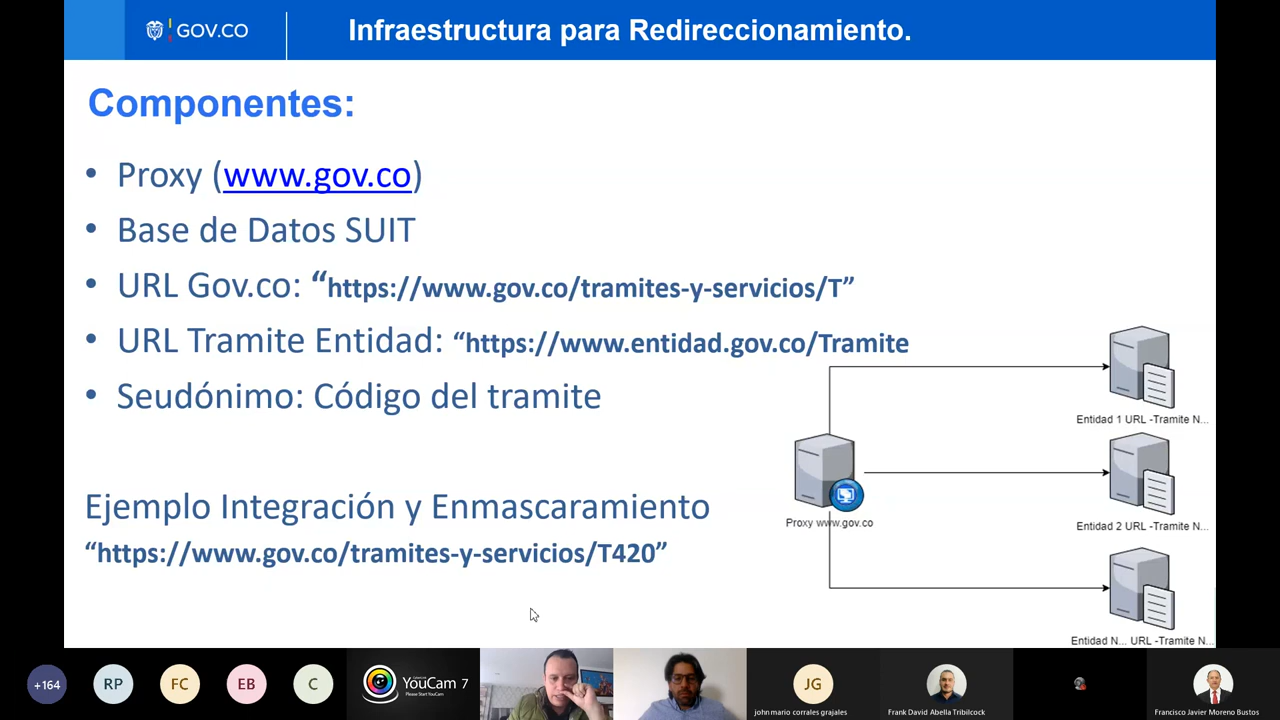 GOV.CO
Infraestructura para Redireccionamiento.
Componentes:
• Proxy (www.gov.co)
• Base de Datos SUIT
• URL Gov.co: “https://www.gov.co/tramites-y-servicios/T”
• URL Tramite Entidad: “https://www.entidad.gov.co/Tramite
• Seudónimo: Código del tramite
Ejemplo Integración y Enmascaramiento
“https://www.gov.co/tramites-y-servicios/T420”
Proxy www.gov.co
Entidad 1 URL -Tramite N...
Entidad 2 URL -Tramite N...
Entidad N... URL -Tramite N...
+164
RP
FC
EB
C
YouCam 7
Please Start YouCam
JG
john mario corrales grajales
Frank David Abella Tribilcock
Francisco Javier Moreno Bustos